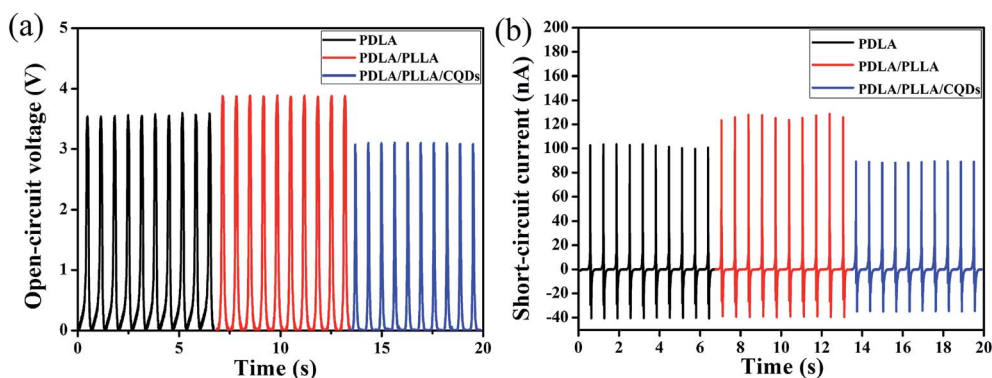 (a)
Open-circuit voltage (V)
5
4
3
2
1
0
PDLA
PDLA/PLLA
PDLA/PLLA/CQDs
0 5 10 15 20
Time (s)
(b)
Short-circuit current (nA)
200
180
160
140
120
100
80
60
40
20
0
-20
-40
PDLA
PDLA/PLLA
PDLA/PLLA/CQDs
0 2 4 6 8 10 12 14 16 18 20
Time (s)